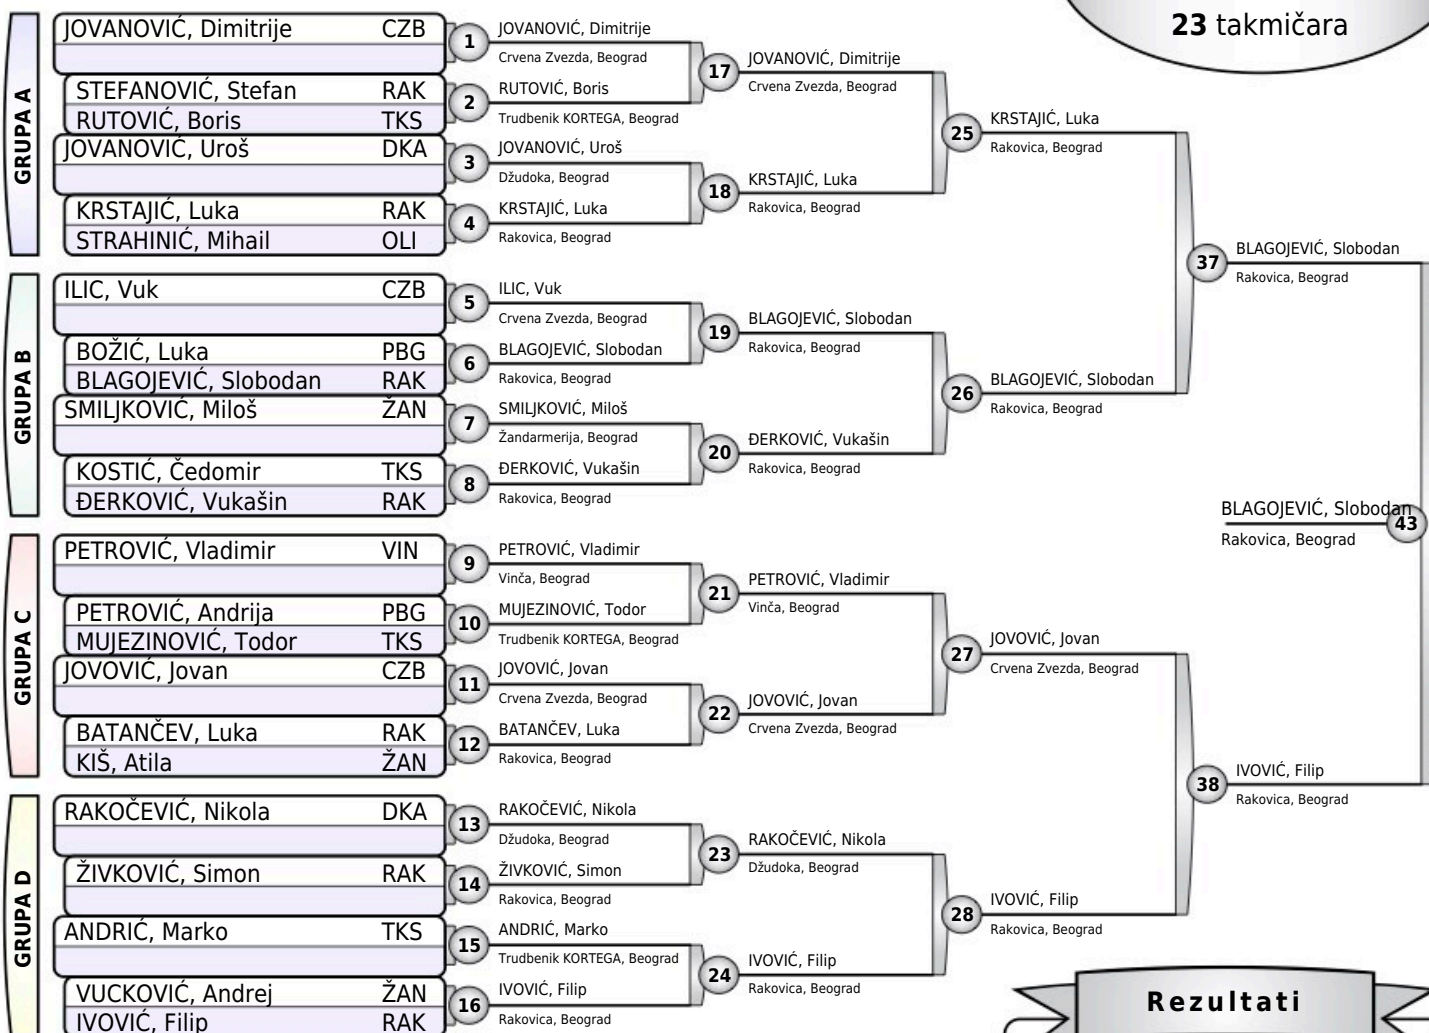 23 takmičara
GRUPA A
JOVANOVIĆ, Dimitrije CZB
STEFANOVIĆ, Stefan RAK
RUTOVIĆ, Boris TKS
JOVANOVIĆ, Uroš DKA
KRSTAJIĆ, Luka RAK
STRAHINIĆ, Mihail OLI
GRUPA B
ILIC, Vuk CZB
BOŽIĆ, Luka PBG
BLAGOJEVIĆ, Slobodan RAK
SMILJKOVIĆ, Miloš ŽAN
KOSTIĆ, Čedomir TKS
ĐERKOVIĆ, Vukašin RAK
GRUPA C
PETROVIĆ, Vladimir VIN
PETROVIĆ, Andrija PBG
MUJEZINOVIĆ, Todor TKS
JOVOVIĆ, Jovan CZB
BATANČEV, Luka RAK
KIŠ, Atila ŽAN
GRUPA D
RAKOČEVIĆ, Nikola DKA
ŽIVKOVIĆ, Simon RAK
ANDRIĆ, Marko TKS
VUCKOVIĆ, Andrej ŽAN
IVOVIĆ, Filip RAK
1
JOVANOVIĆ, Dimitrije
Crvena Zvezda, Beograd
2
RUTOVIĆ, Boris
Trudbenik KORTEGA, Beograd
3
JOVANOVIĆ, Uroš
Džudoka, Beograd
4
KRSTAJIĆ, Luka
Rakovica, Beograd
5
ILIC, Vuk
Crvena Zvezda, Beograd
6
BLAGOJEVIĆ, Slobodan
Rakovica, Beograd
7
SMILJKOVIĆ, Miloš
Žandarmerija, Beograd
8
ĐERKOVIĆ, Vukašin
Rakovica, Beograd
9
PETROVIĆ, Vladimir
Vinča, Beograd
10
MUJEZINOVIĆ, Todor
Trudbenik KORTEGA, Beograd
11
JOVOVIĆ, Jovan
Crvena Zvezda, Beograd
12
BATANČEV, Luka
Rakovica, Beograd
13
RAKOČEVIĆ, Nikola
Džudoka, Beograd
14
ŽIVKOVIĆ, Simon
Rakovica, Beograd
15
ANDRIĆ, Marko
Trudbenik KORTEGA, Beograd
16
IVOVIĆ, Filip
Rakovica, Beograd
17
JOVANOVIĆ, Dimitrije
Crvena Zvezda, Beograd
18
KRSTAJIĆ, Luka
Rakovica, Beograd
19
BLAGOJEVIĆ, Slobodan
Rakovica, Beograd
20
ĐERKOVIĆ, Vukašin
Rakovica, Beograd
21
PETROVIĆ, Vladimir
Vinča, Beograd
22
JOVOVIĆ, Jovan
Crvena Zvezda, Beograd
23
RAKOČEVIĆ, Nikola
Džudoka, Beograd
24
IVOVIĆ, Filip
Rakovica, Beograd
25
KRSTAJIĆ, Luka
Rakovica, Beograd
26
BLAGOJEVIĆ, Slobodan
Rakovica, Beograd
27
JOVOVIĆ, Jovan
Crvena Zvezda, Beograd
28
IVOVIĆ, Filip
Rakovica, Beograd
37
BLAGOJEVIĆ, Slobodan
Rakovica, Beograd
38
IVOVIĆ, Filip
Rakovica, Beograd
BLAGOJEVIĆ, Slobodan
43
Rakovica, Beograd
Rezultati